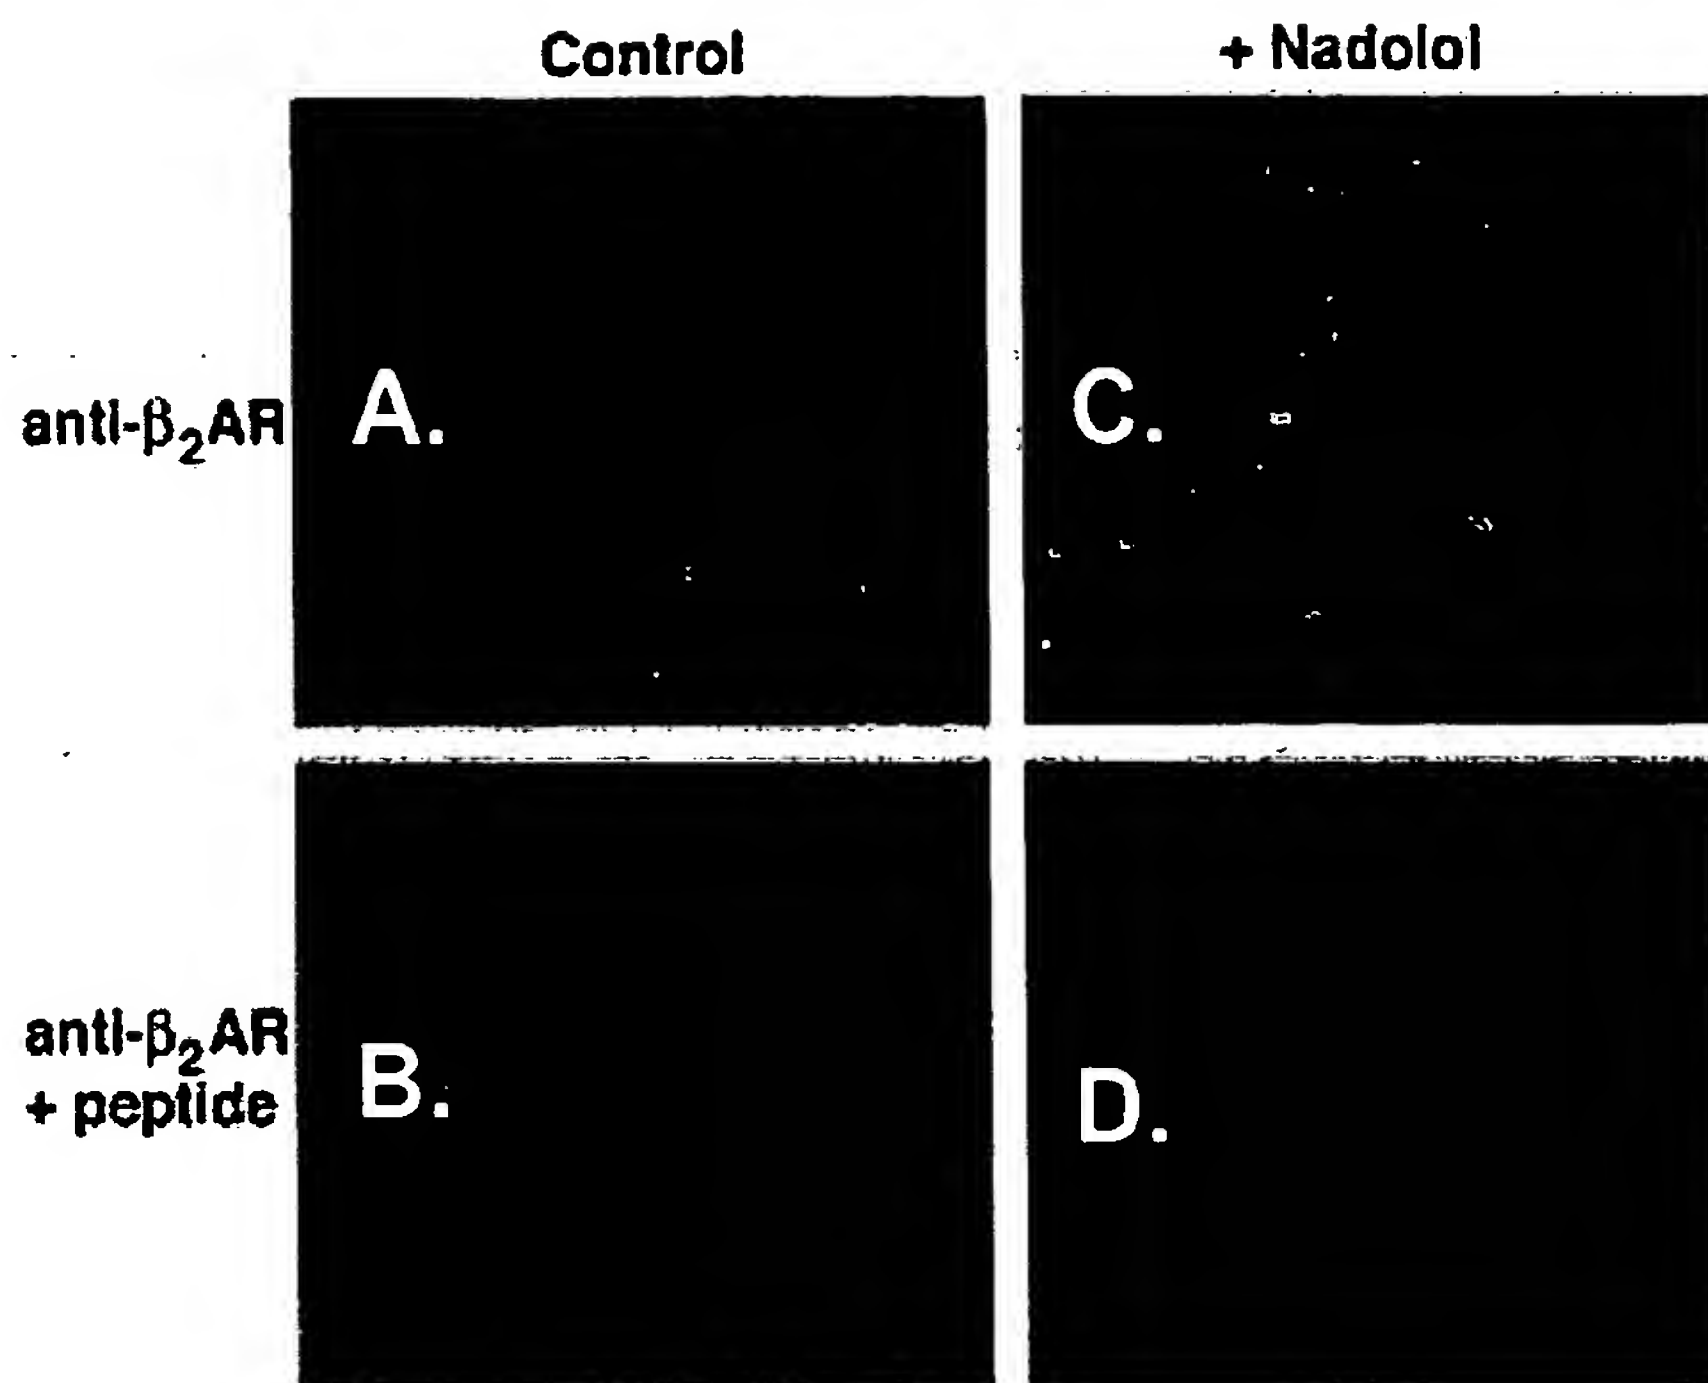 Control
+ Nadolol
anti-β₂AR
A.
C.
anti-β₂AR
+ peptide
B.
D.